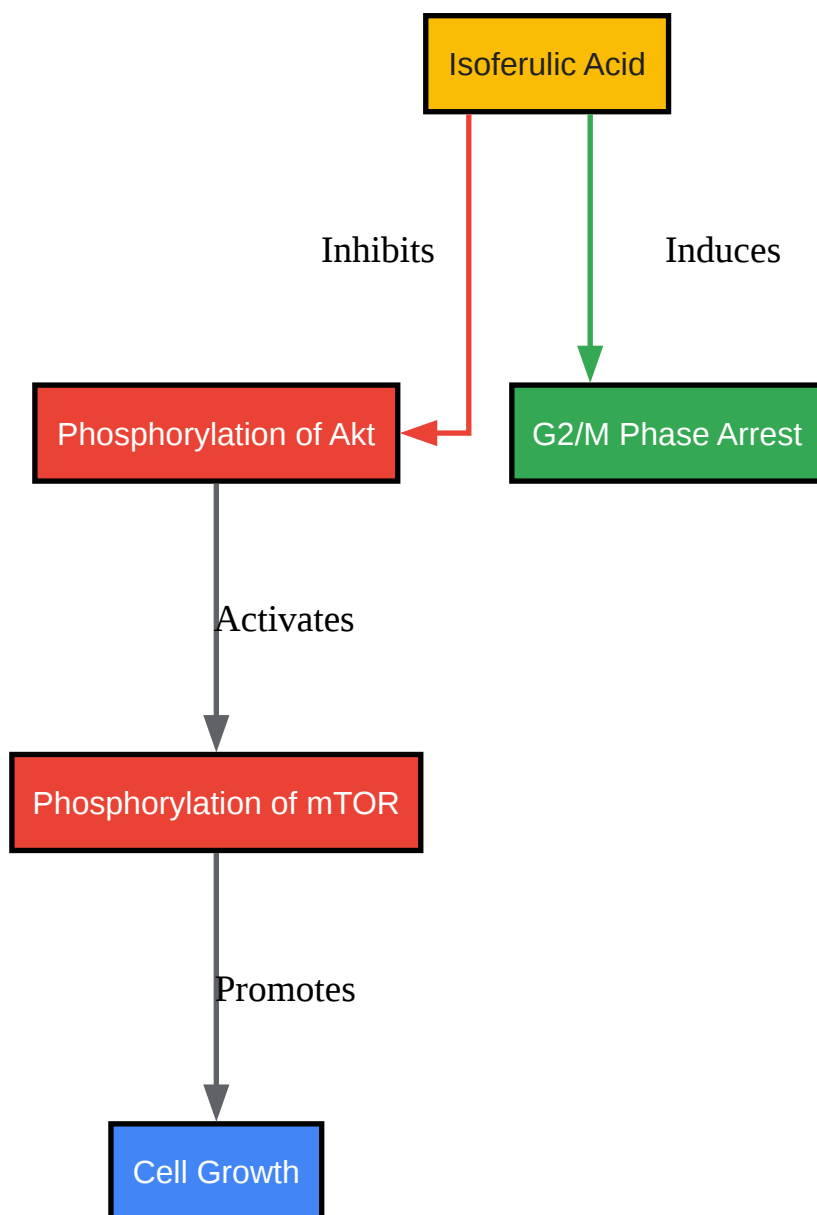 Isoferulic Acid
Inhibits
Induces
Phosphorylation of Akt
G2/M Phase Arrest
Activates
Phosphorylation of mTOR
Promotes
Cell Growth